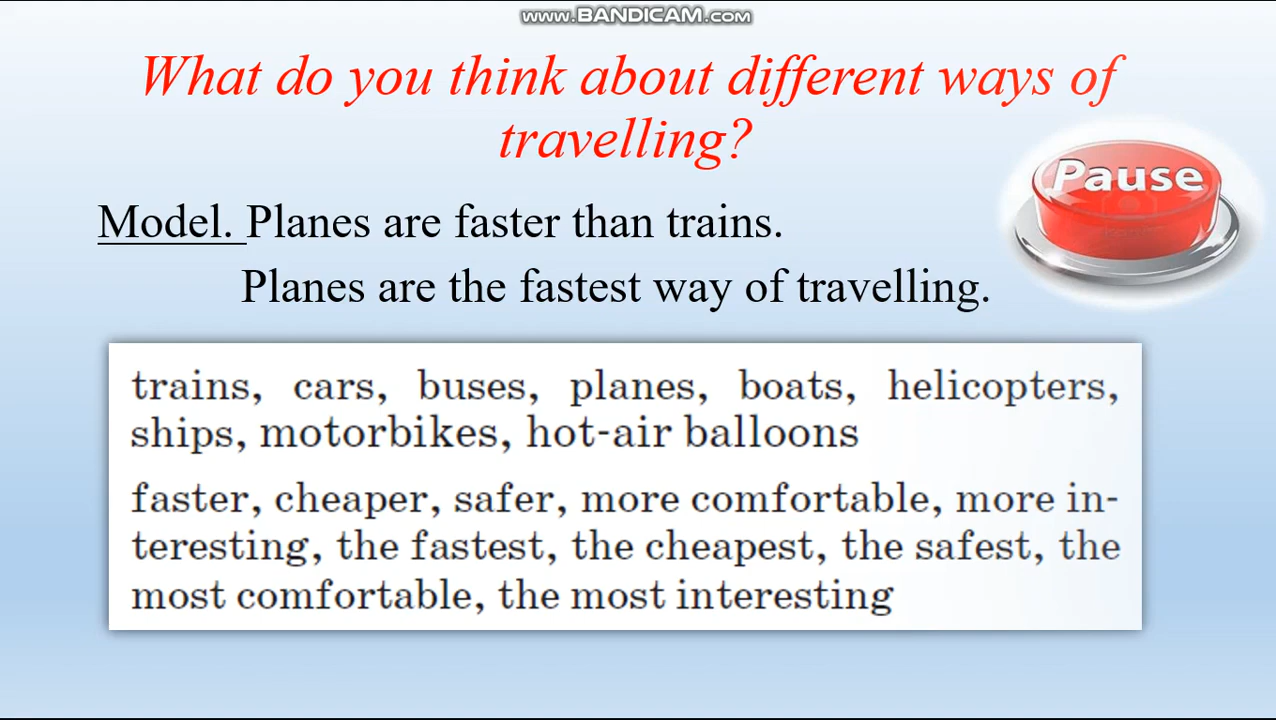 www.BANDICAM.com
What do you think about different ways of
travelling?
Pause
Model. Planes are faster than trains.
Planes are the fastest way of travelling.
trains, cars, buses, planes, boats, helicopters,
ships, motorbikes, hot-air balloons
faster, cheaper, safer, more comfortable, more in-
teresting, the fastest, the cheapest, the safest, the
most comfortable, the most interesting